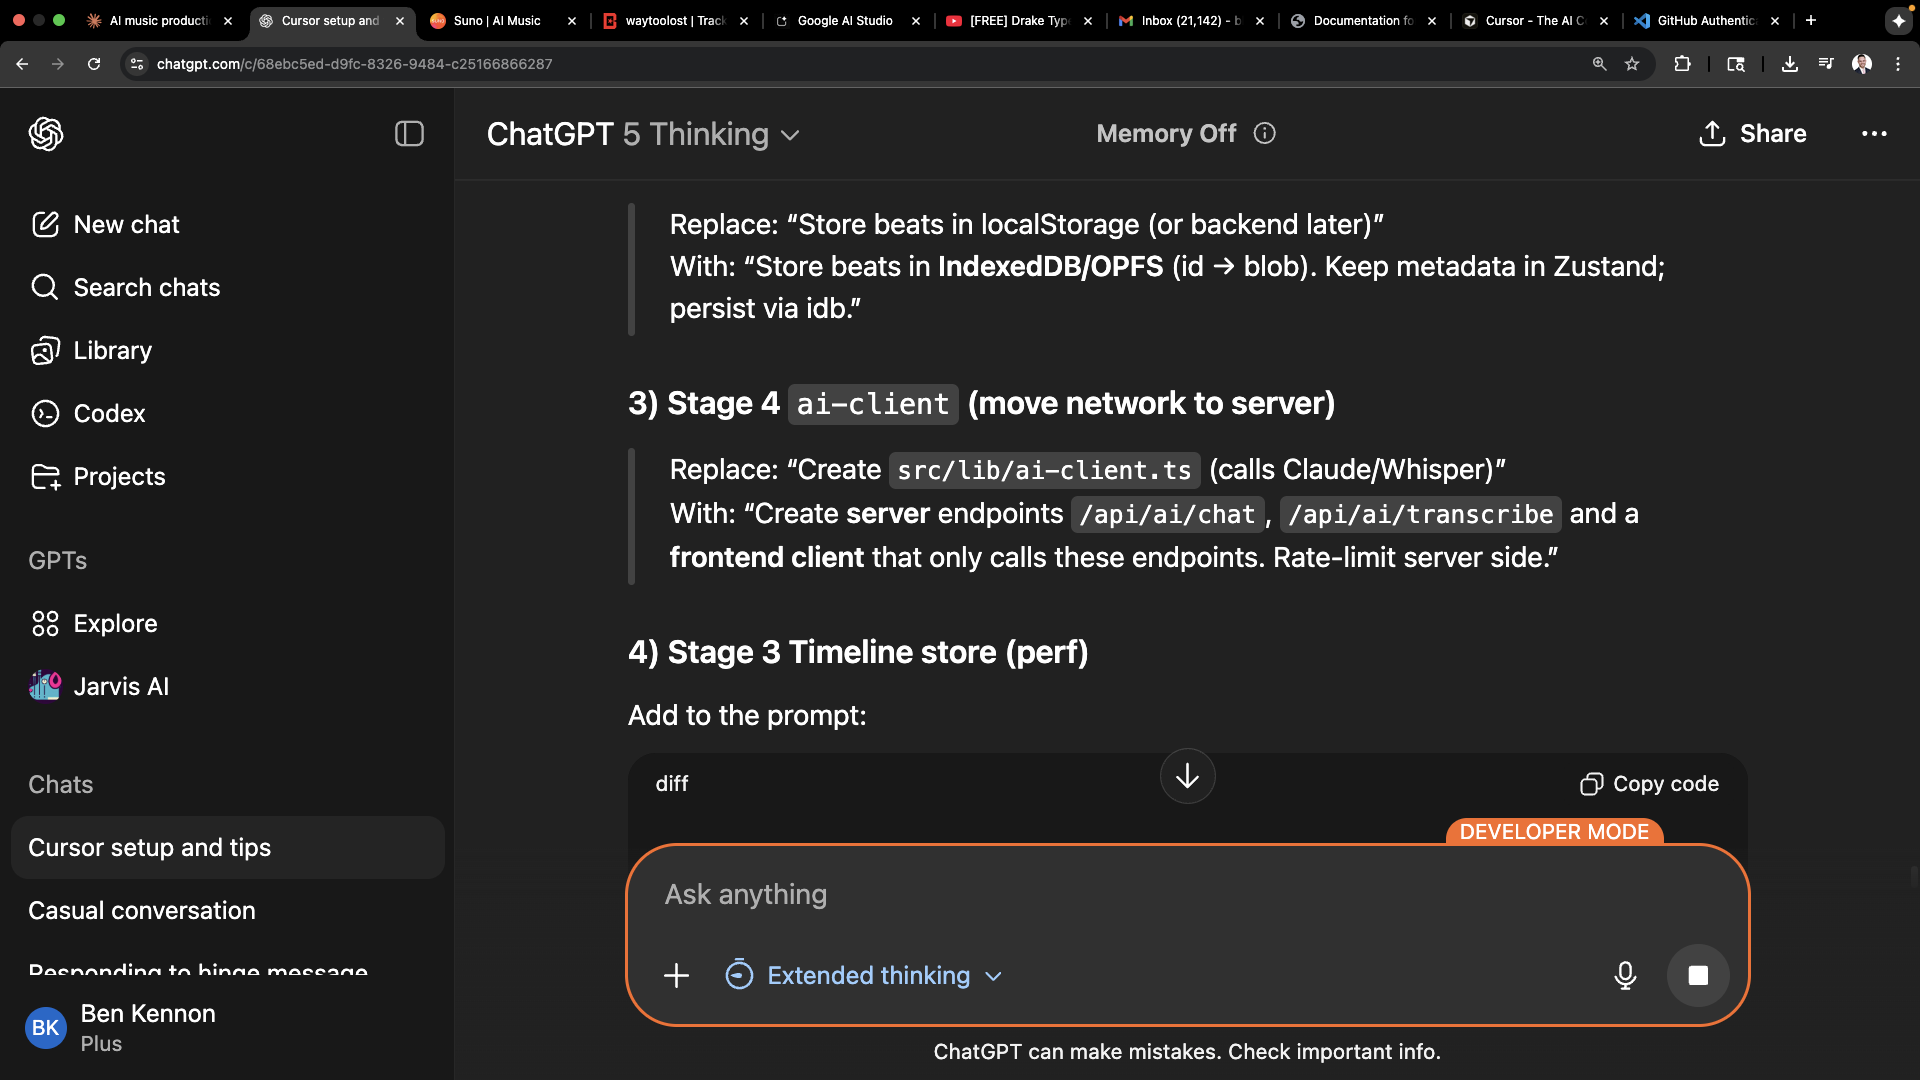 AI music producti
Cursor setup and
Suno | AI Music
waytoolost | Track
Google AI Studio
[FREE] Drake Type
Inbox (21,142) - b
Documentation fo
Cursor - The AI C
GitHub Authentic
chatgpt.com/c/68ebc5ed-d9fc-8326-9484-c25166866287
ChatGPT 5 Thinking
Memory Off
Share
New chat
Search chats
Library
Codex
Projects
GPTs
Explore
Jarvis AI
Chats
Cursor setup and tips
Casual conversation
Responding to hinge message
BK
Ben Kennon
Plus
Replace: “Store beats in localStorage (or backend later)”
With: “Store beats in IndexedDB/OPFS (id → blob). Keep metadata in Zustand;
persist via idb.”
3) Stage 4 ai-client (move network to server)
Replace: “Create src/lib/ai-client.ts (calls Claude/Whisper)”
With: “Create server endpoints /api/ai/chat, /api/ai/transcribe and a
frontend client that only calls these endpoints. Rate-limit server side.”
4) Stage 3 Timeline store (perf)
Add to the prompt:
diff
Copy code
DEVELOPER MODE
Ask anything
Extended thinking
ChatGPT can make mistakes. Check important info.